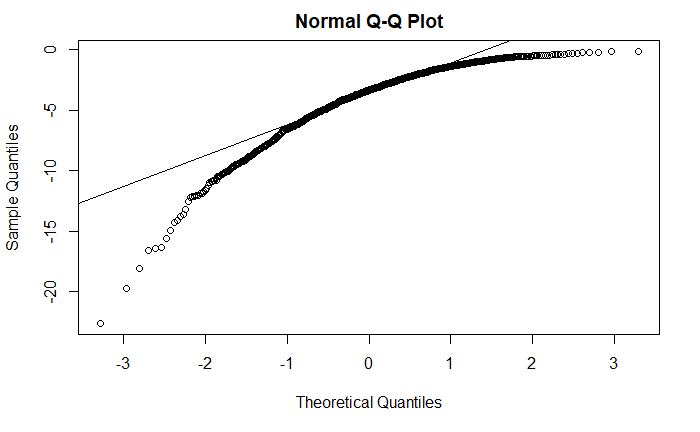 Normal Q-Q Plot
0
-5
-10
-15
-20
Sample Quantiles
-3 -2 -1 0 1 2 3
Theoretical Quantiles